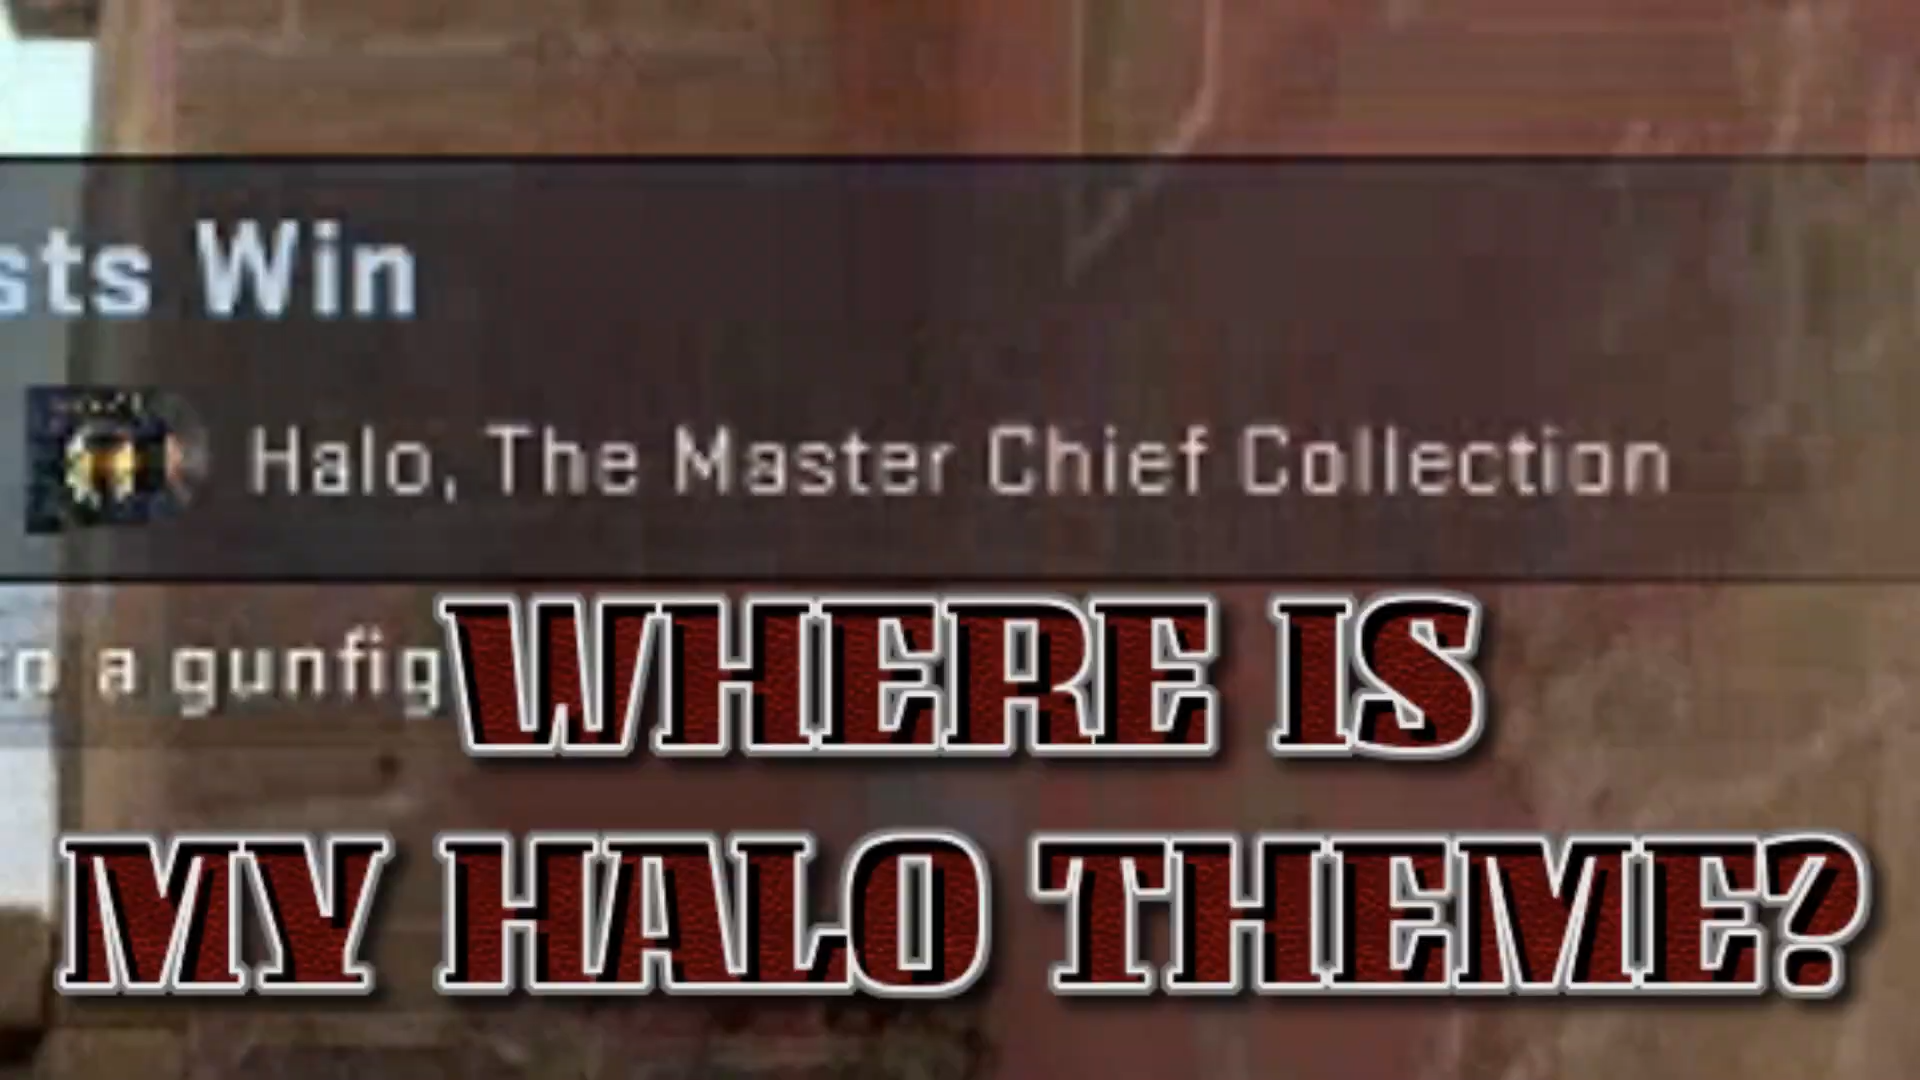 sts Win
Halo, The Master Chief Collection
o a gunfig
WHERE IS
MY HALO THEME?